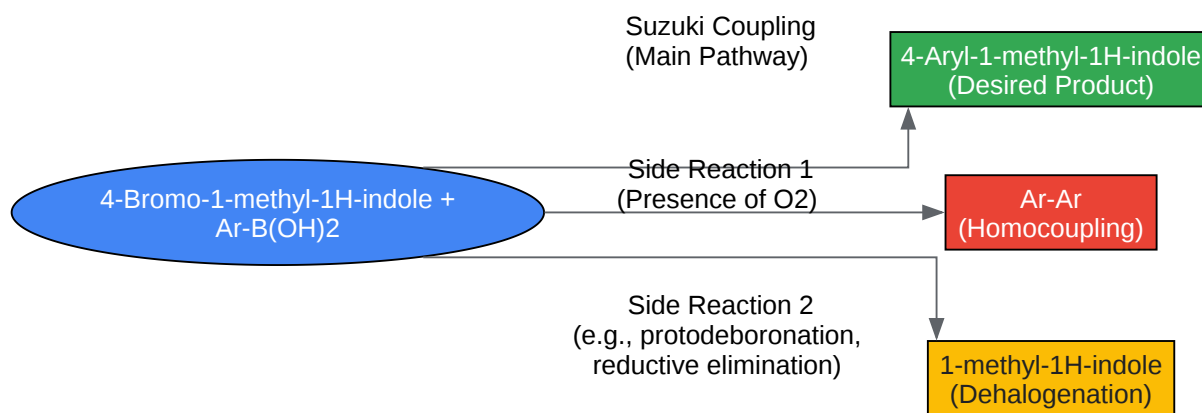 Suzuki Coupling
(Main Pathway)
4-Aryl-1-methyl-1H-indole
(Desired Product)
4-Bromo-1-methyl-1H-indole +
Ar-B(OH)2
Side Reaction 1
(Presence of O2)
Ar-Ar
(Homocoupling)
Side Reaction 2
(e.g., protodeboronation,
reductive elimination)
1-methyl-1H-indole
(Dehalogenation)